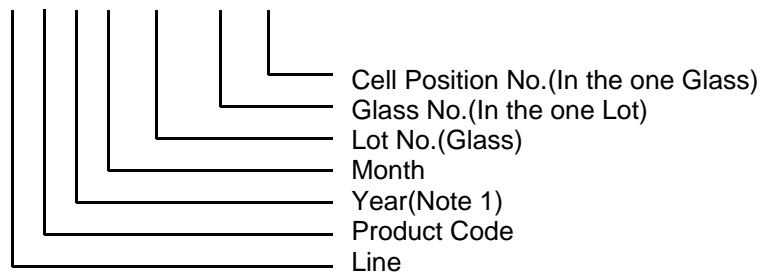 Cell Position No.(In the one Glass)
Glass No.(In the one Lot)
Lot No.(Glass)
Month
Year(Note 1)
Product Code
Line